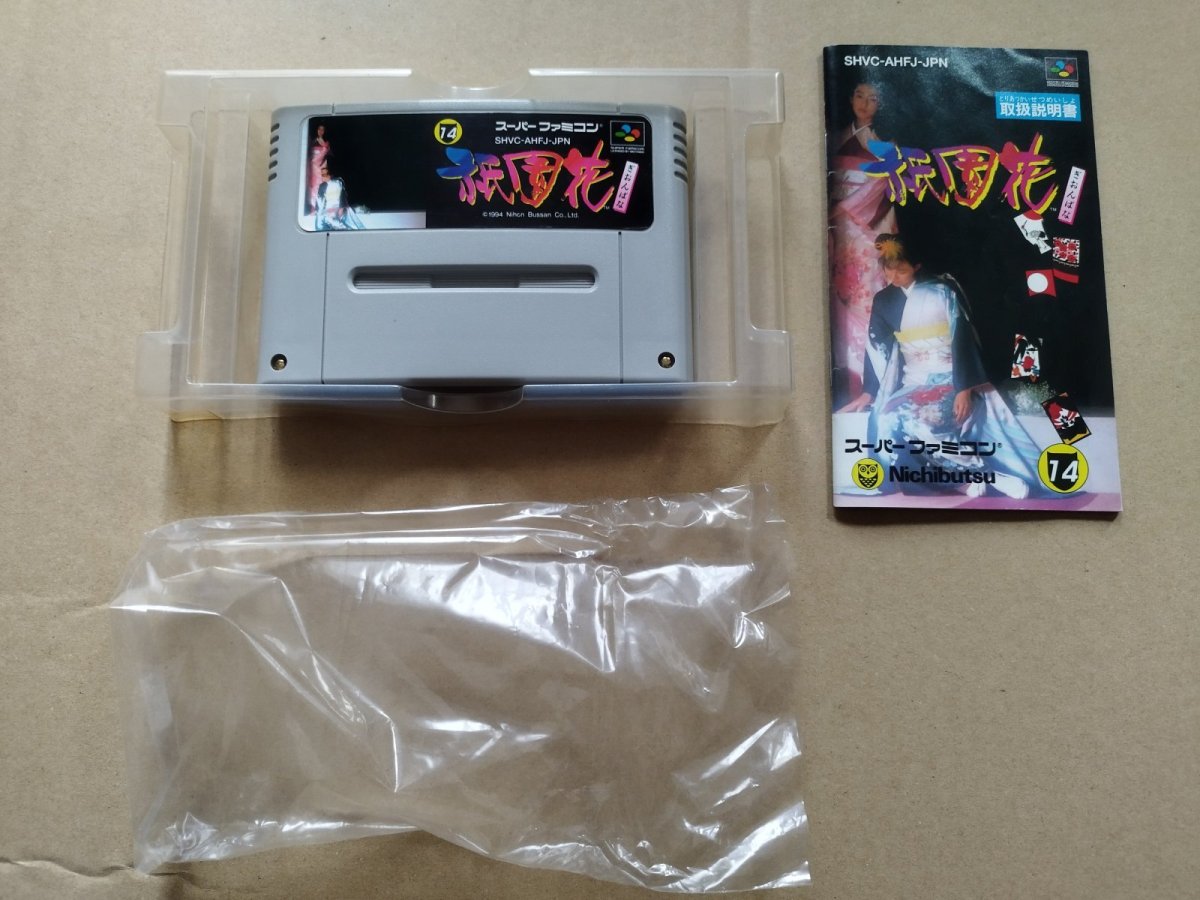 14
スーパーファミコン
SHVC-AHFJ-JPN
祇園花
ぎおんばな
TM
©1994 Nihon Bussan Co., Ltd.
SHVC-AHFJ-JPN
とりあつかいせつめいしょ
取扱説明書
祇園花
ぎおんばな
TM
スーパーファミコン®
Nichibutsu
14